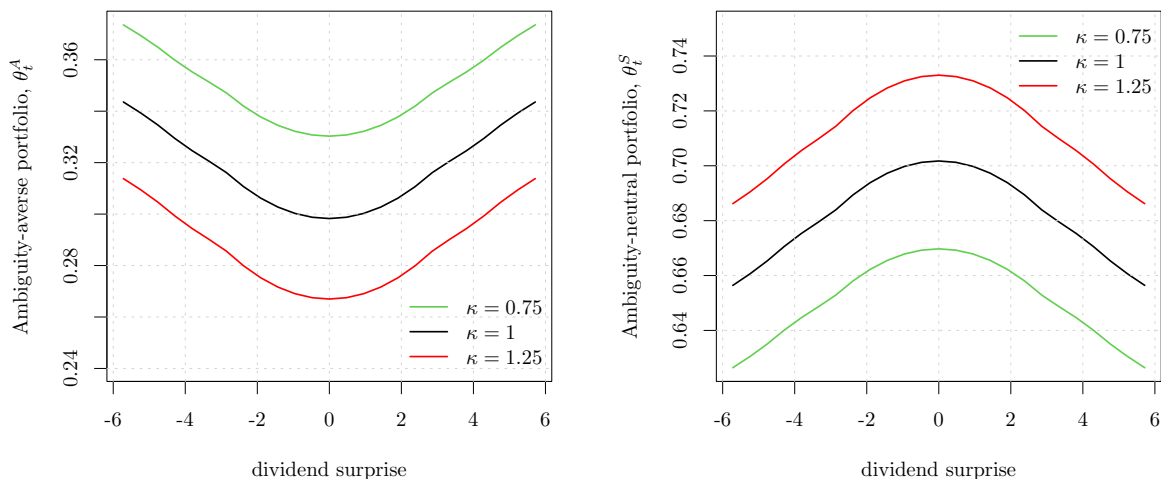 Ambiguity-averse portfolio, θ_t^A
0.36
0.32
0.28
0.24
κ = 0.75
κ = 1
κ = 1.25
-6 -4 -2 0 2 4 6
dividend surprise
Ambiguity-neutral portfolio, θ_t^S
0.74
0.72
0.70
0.68
0.66
0.64
κ = 0.75
κ = 1
κ = 1.25
-6 -4 -2 0 2 4 6
dividend surprise